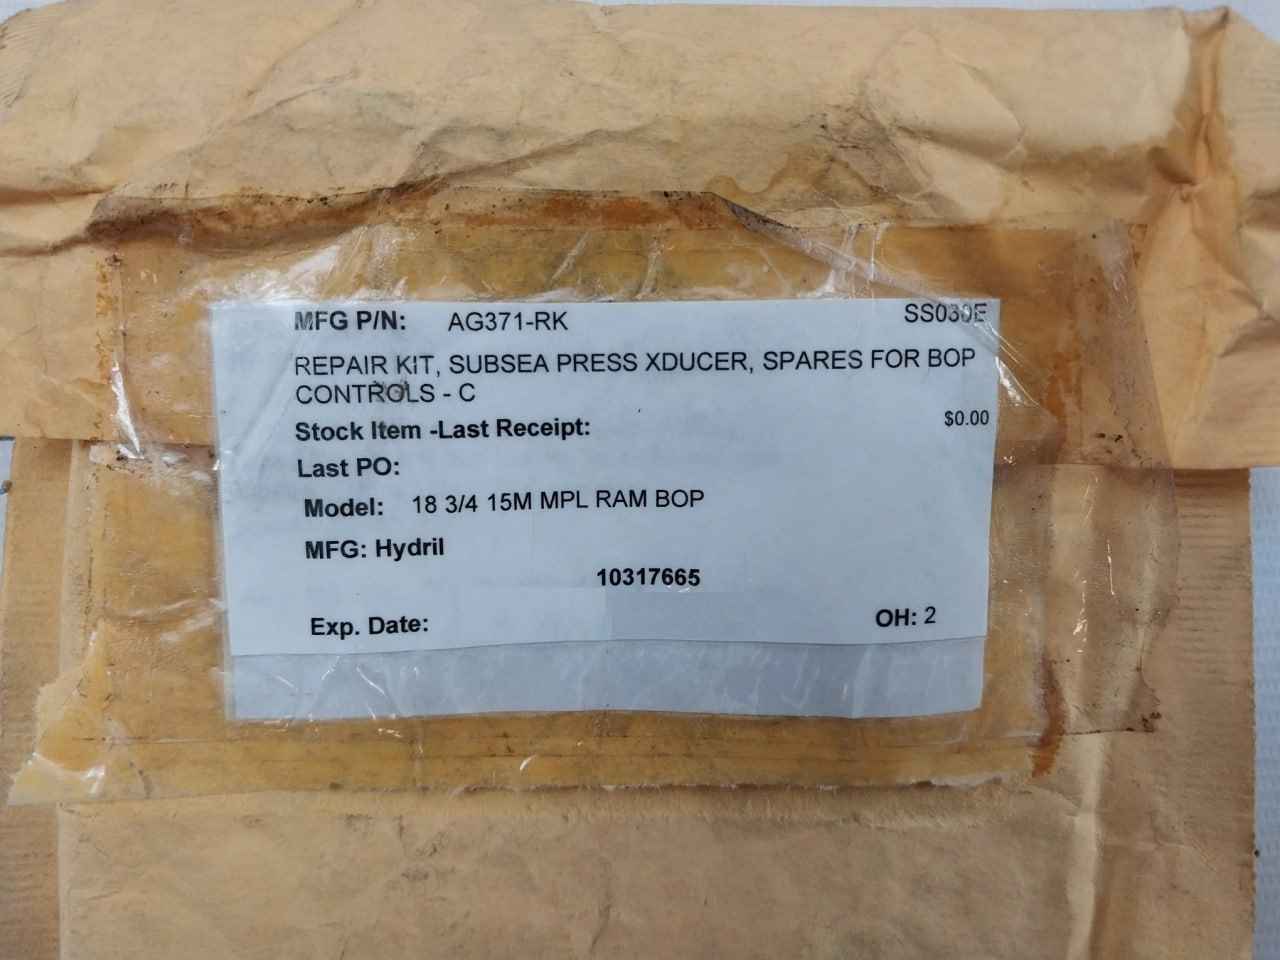 MFG P/N: AG371-RK SS030E
REPAIR KIT, SUBSEA PRESS XDUCER, SPARES FOR BOP
CONTROLS - C
Stock Item -Last Receipt: $0.00
Last PO:
Model: 18 3/4 15M MPL RAM BOP
MFG: Hydril
10317665
Exp. Date: OH: 2